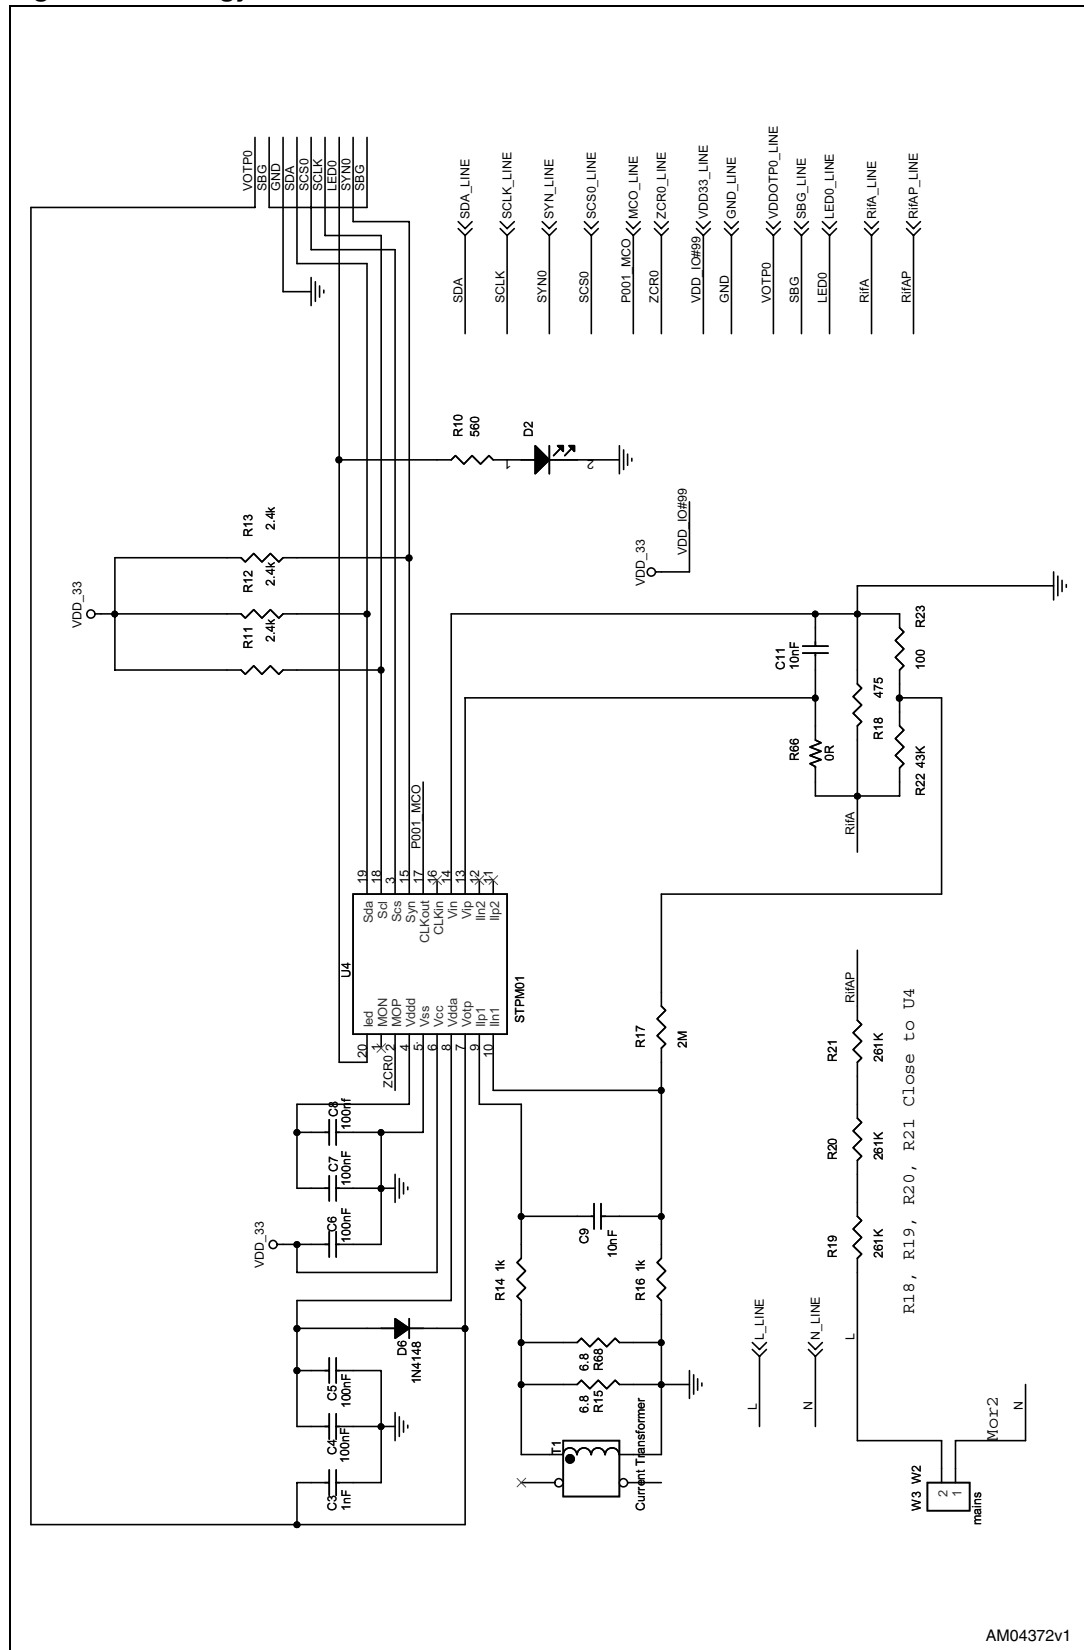 VOTP0
SBG
GND
SDA
SCS0
SCLK
LED0
SYN0
SBG
SDA
SDA_LINE
SCLK
SCLK_LINE
SYN0
SYN_LINE
SCS0
SCS0_LINE
P001_MCO
MCO_LINE
ZCR0
ZCR0_LINE
VDD_IO#99
VDD33_LINE
GND
GND_LINE
VOTP0
VDDOTP0_LINE
SBG
SBG_LINE
LED0
LED0_LINE
RifA
RifA_LINE
RifAP
RifAP_LINE
R10
560
D2
1
2
VDD_33
R13
2.4k
R12
2.4k
R11
2.4k
VDD_33
VDD_IO#99
C11
10nF
R66
0R
475
R18
R23
100
R22 43K
RifA
P001_MCO
U4
STPM01
19
18
3
15
17
16
14
13
12
11
Sda
Scl
Scs
Syn
CLKout
CLKin
Vin
Vip
IIn2
IIp2
led
MON
MOP
Vddd
Vss
Vcc
Vdda
Votp
IIp1
IIn1
20
1
2
4
5
6
8
7
9
10
ZCR0
R17
2M
C8
100nf
C7
100nF
C6
100nF
VDD_33
D6
1N4148
C5
100nF
C4
100nF
C3
1nF
C9
10nF
R14 1k
R16 1k
6.8
R68
6.8
R15
T1
Current Transformer
RifAP
R21
261K
R20
261K
R19
261K
R18, R19, R20, R21 Close to U4
L
L_LINE
N
N_LINE
L
Mor2
N
W3 W2
2
1
mains
AM04372v1